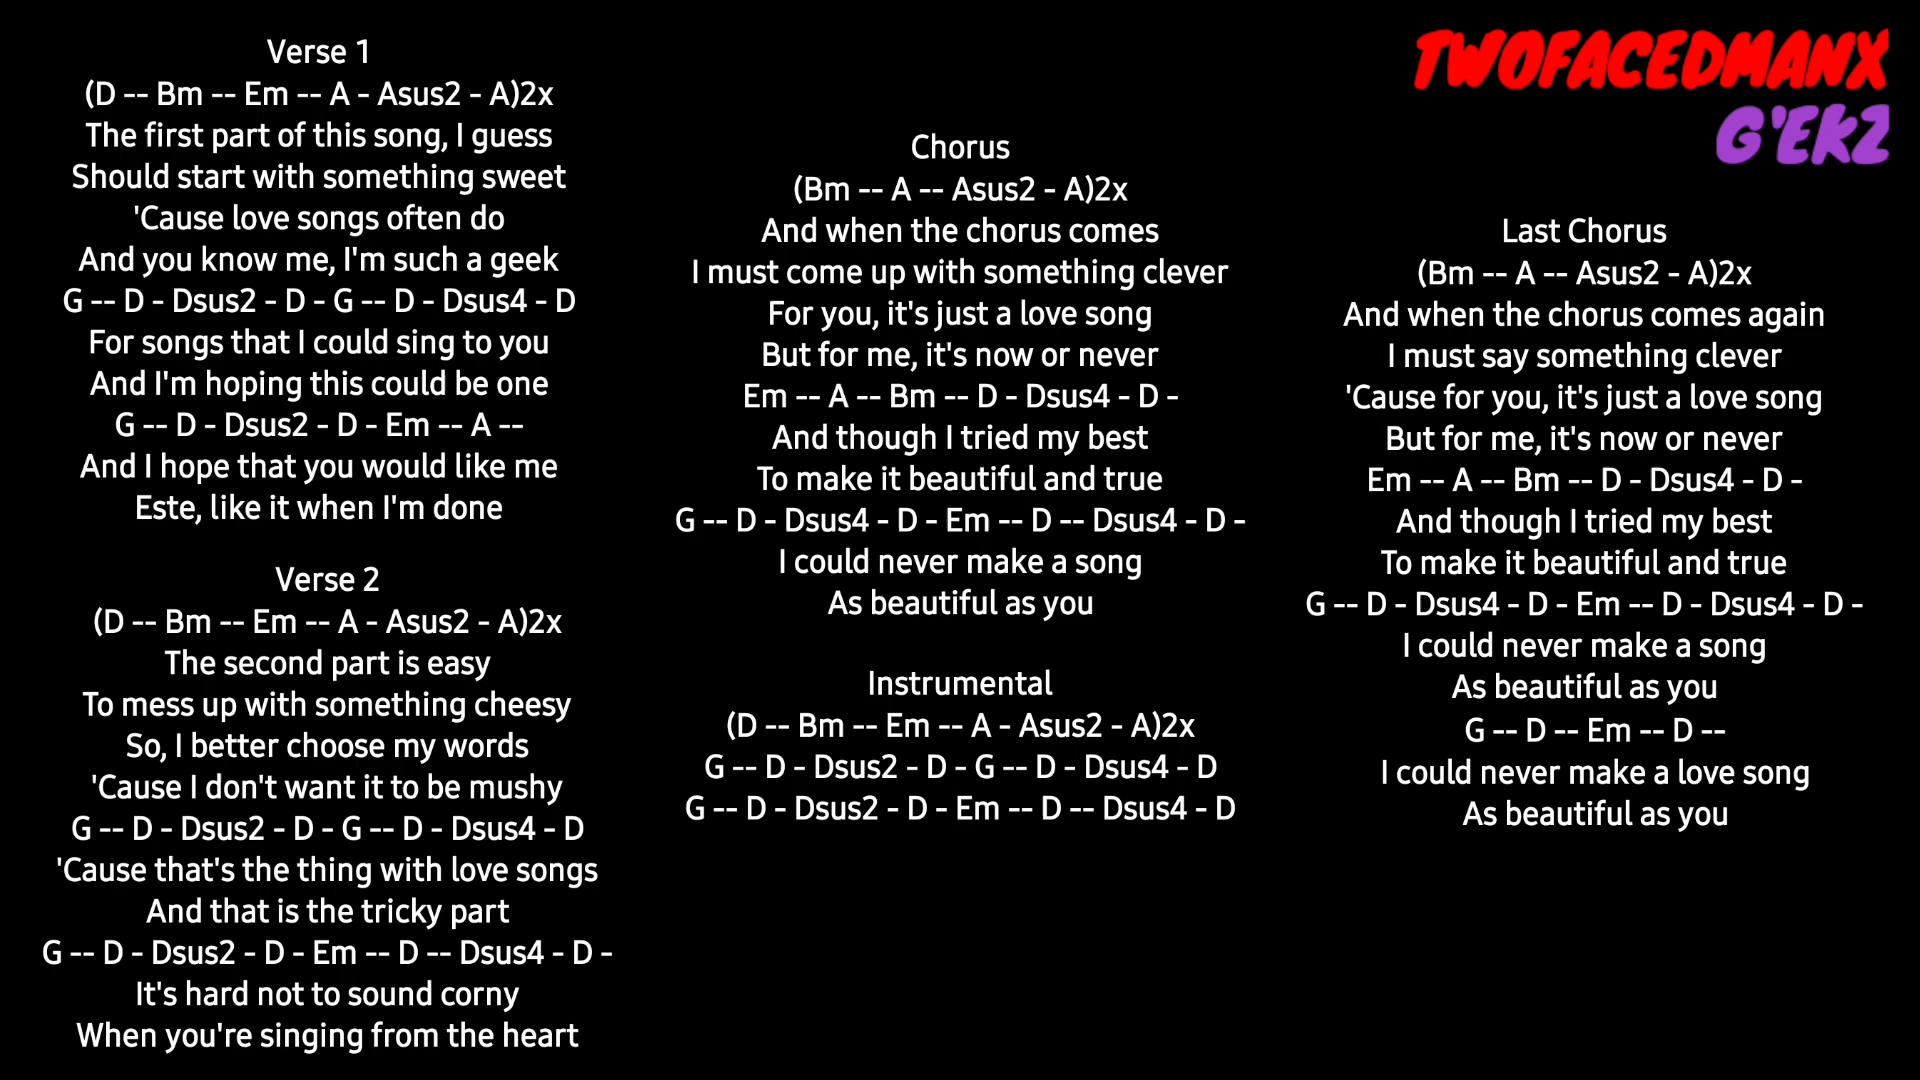 Verse 1
(D -- Bm -- Em -- A - Asus2 - A)2x
The first part of this song, I guess
Should start with something sweet
'Cause love songs often do
And you know me, I'm such a geek
G -- D - Dsus2 - D - G -- D - Dsus4 - D
For songs that I could sing to you
And I'm hoping this could be one
G -- D - Dsus2 - D - Em -- A --
And I hope that you would like me
Este, like it when I'm done
Verse 2
(D -- Bm -- Em -- A - Asus2 - A)2x
The second part is easy
To mess up with something cheesy
So, I better choose my words
'Cause I don't want it to be mushy
G -- D - Dsus2 - D - G -- D - Dsus4 - D
'Cause that's the thing with love songs
And that is the tricky part
G -- D - Dsus2 - D - Em -- D -- Dsus4 - D -
It's hard not to sound corny
When you're singing from the heart
Chorus
(Bm -- A -- Asus2 - A)2x
And when the chorus comes
I must come up with something clever
For you, it's just a love song
But for me, it's now or never
Em -- A -- Bm -- D - Dsus4 - D -
And though I tried my best
To make it beautiful and true
G -- D - Dsus4 - D - Em -- D -- Dsus4 - D -
I could never make a song
As beautiful as you
Instrumental
(D -- Bm -- Em -- A - Asus2 - A)2x
G -- D - Dsus2 - D - G -- D - Dsus4 - D
G -- D - Dsus2 - D - Em -- D -- Dsus4 - D
TWOFACEDMANX
G'EKZ
Last Chorus
(Bm -- A -- Asus2 - A)2x
And when the chorus comes again
I must say something clever
'Cause for you, it's just a love song
But for me, it's now or never
Em -- A -- Bm -- D - Dsus4 - D -
And though I tried my best
To make it beautiful and true
G -- D - Dsus4 - D - Em -- D - Dsus4 - D -
I could never make a song
As beautiful as you
G -- D -- Em -- D --
I could never make a love song
As beautiful as you